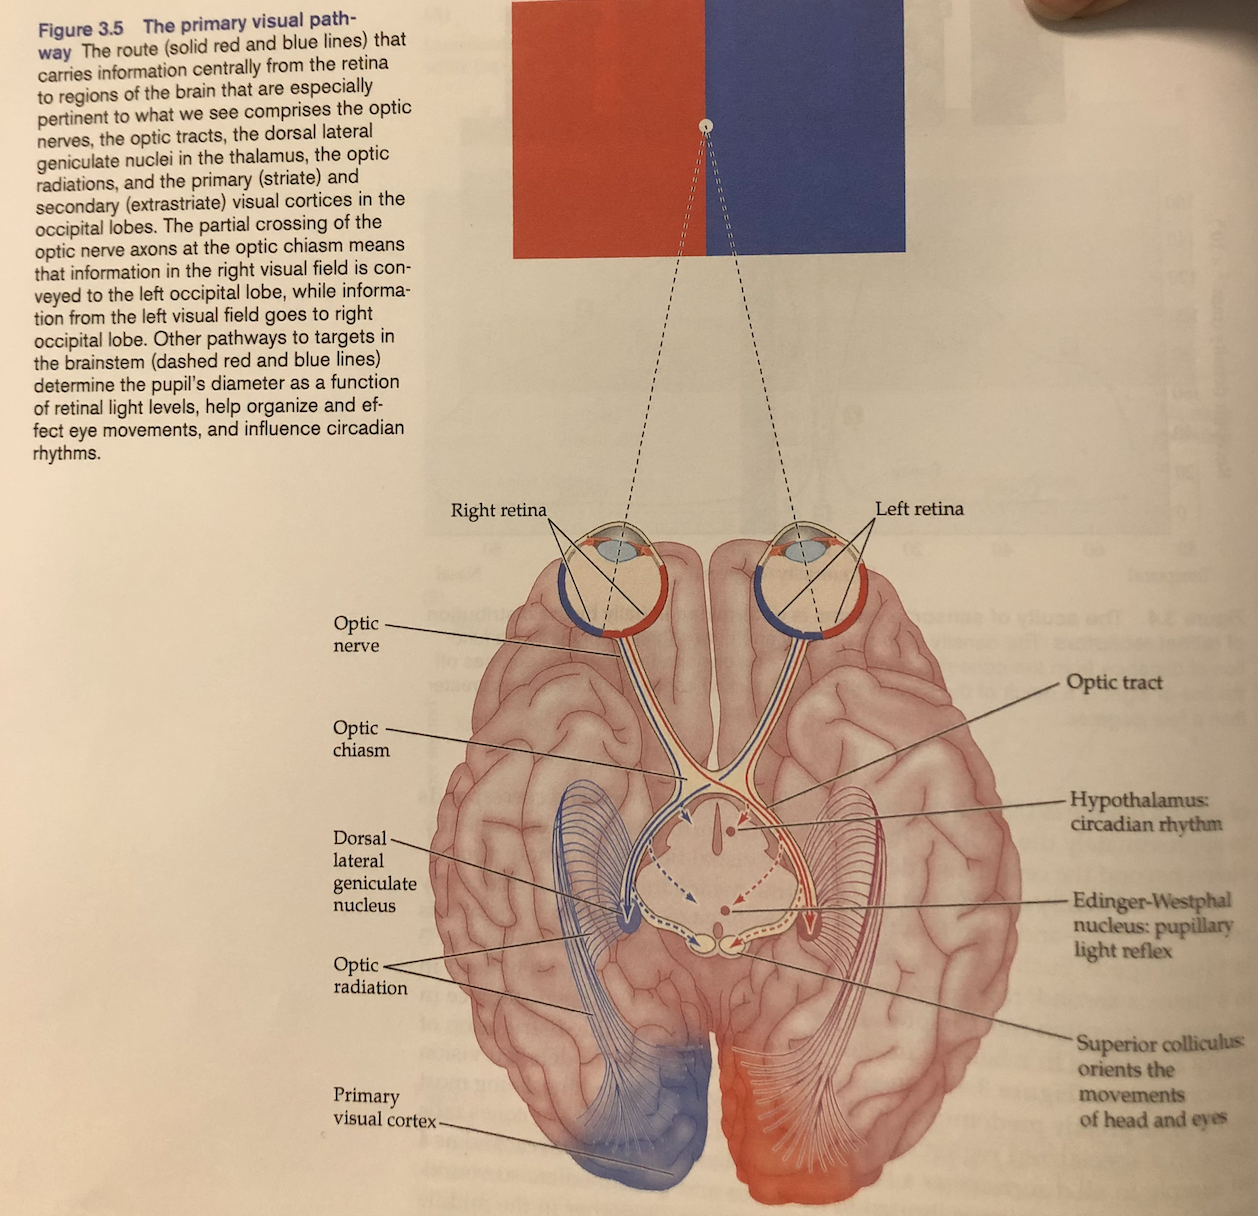 Figure 3.5 The primary visual path-
way The route (solid red and blue lines) that
carries information centrally from the retina
to regions of the brain that are especially
pertinent to what we see comprises the optic
nerves, the optic tracts, the dorsal lateral
geniculate nuclei in the thalamus, the optic
radiations, and the primary (striate) and
secondary (extrastriate) visual cortices in the
occipital lobes. The partial crossing of the
optic nerve axons at the optic chiasm means
that information in the right visual field is con-
veyed to the left occipital lobe, while informa-
tion from the left visual field goes to right
occipital lobe. Other pathways to targets in
the brainstem (dashed red and blue lines)
determine the pupil's diameter as a function
of retinal light levels, help organize and ef-
fect eye movements, and influence circadian
rhythms.
Right retina
Left retina
Optic
nerve
Optic tract
Optic
chiasm
Hypothalamus:
circadian rhythm
Dorsal
lateral
geniculate
nucleus
Edinger-Westphal
nucleus: pupillary
light reflex
Optic
radiation
Superior colliculus:
orients the
movements
of head and eyes
Primary
visual cortex